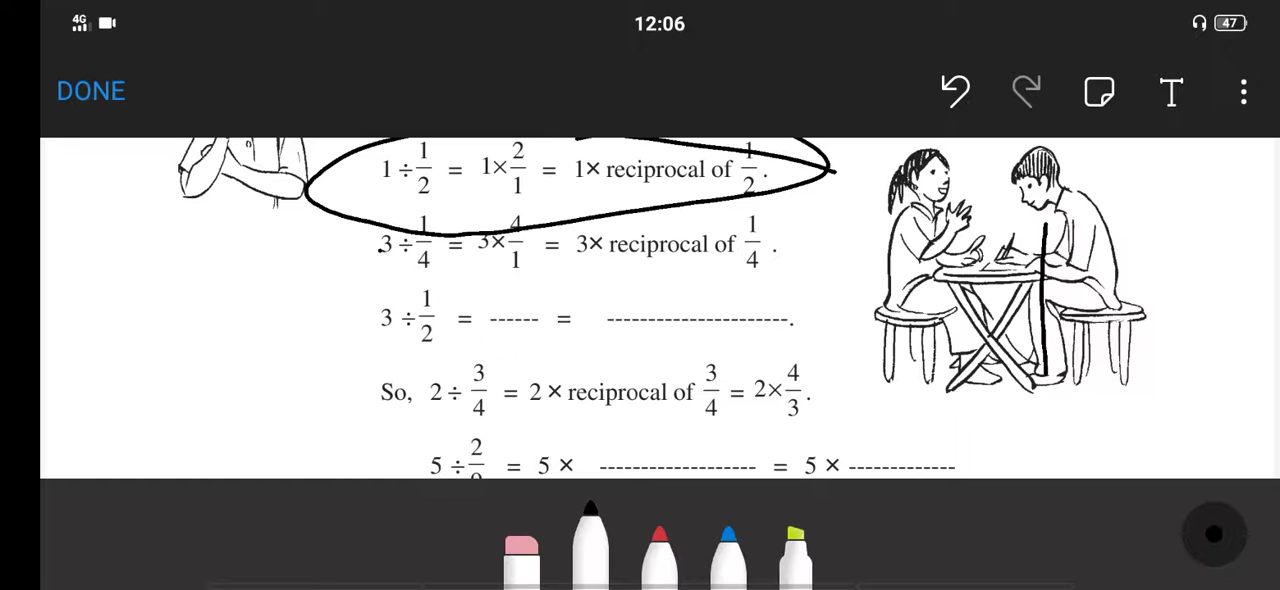 4G 12:06 47
DONE T
1 ÷ 1/2 = 1 × 2/1 = 1 × reciprocal of 1/2 .
3 ÷ 1/4 = 3 × 4/1 = 3 × reciprocal of 1/4 .
3 ÷ 1/2 = ------ = --------------------.
So, 2 ÷ 3/4 = 2 × reciprocal of 3/4 = 2 × 4/3 .
5 ÷ 2/ = 5 × ----------------- = 5 × ------------